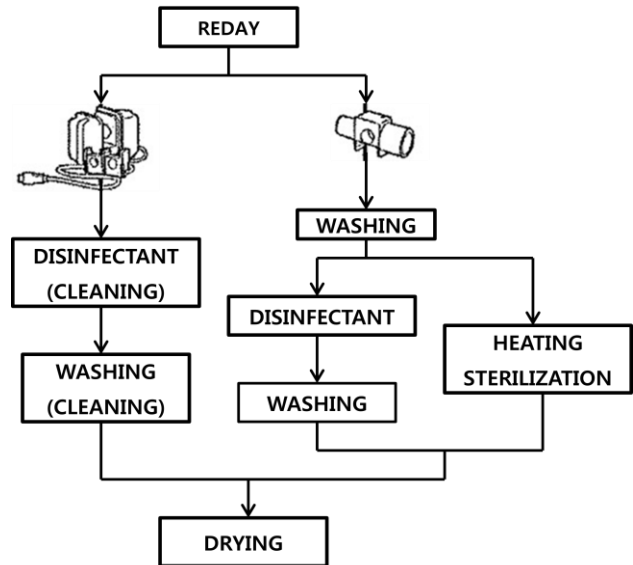 REDAY
WASHING
DISINFECTANT
(CLEANING)
DISINFECTANT
HEATING
STERILIZATION
WASHING
(CLEANING)
WASHING
DRYING